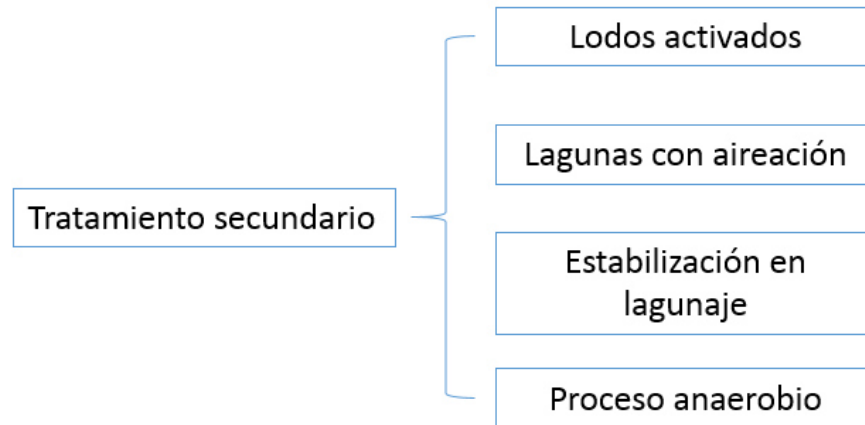 Lodos activados
Lagunas con aireación
Tratamiento secundario
Estabilización en
lagunaje
Proceso anaerobio